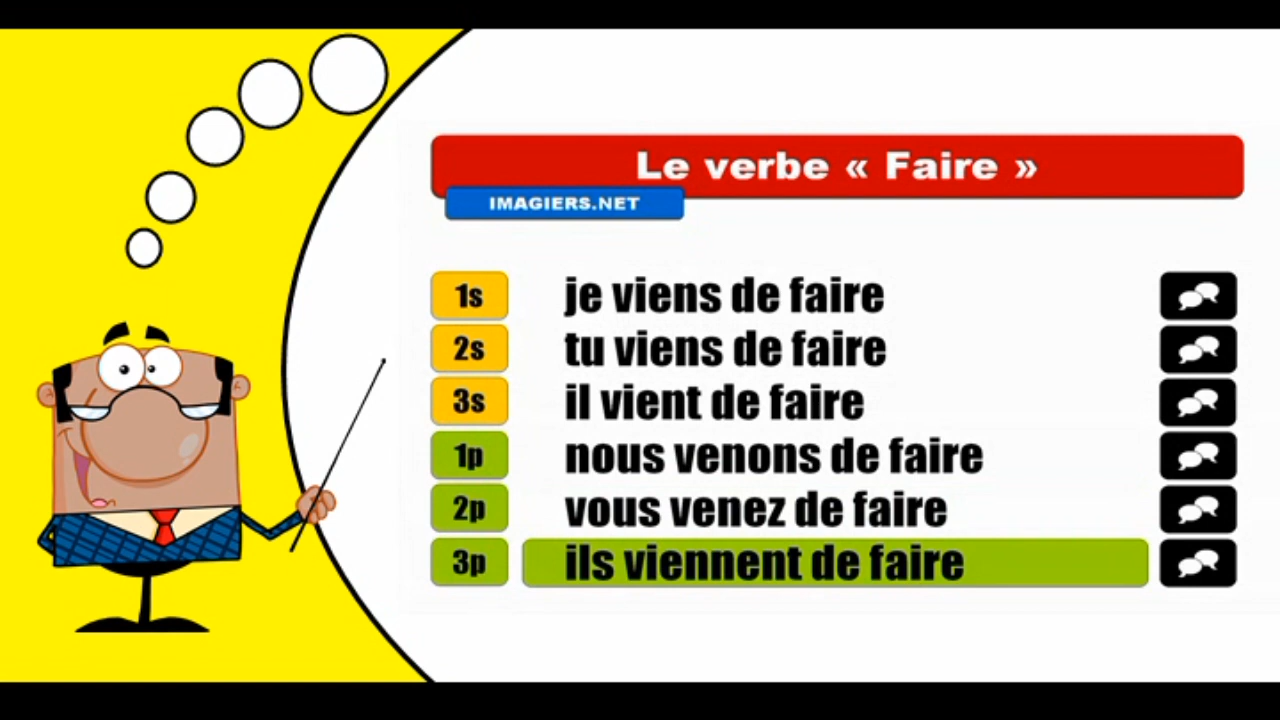 Le verbe « Faire »
IMAGIERS.NET
1s je viens de faire
2s tu viens de faire
3s il vient de faire
1p nous venons de faire
2p vous venez de faire
3p ils viennent de faire